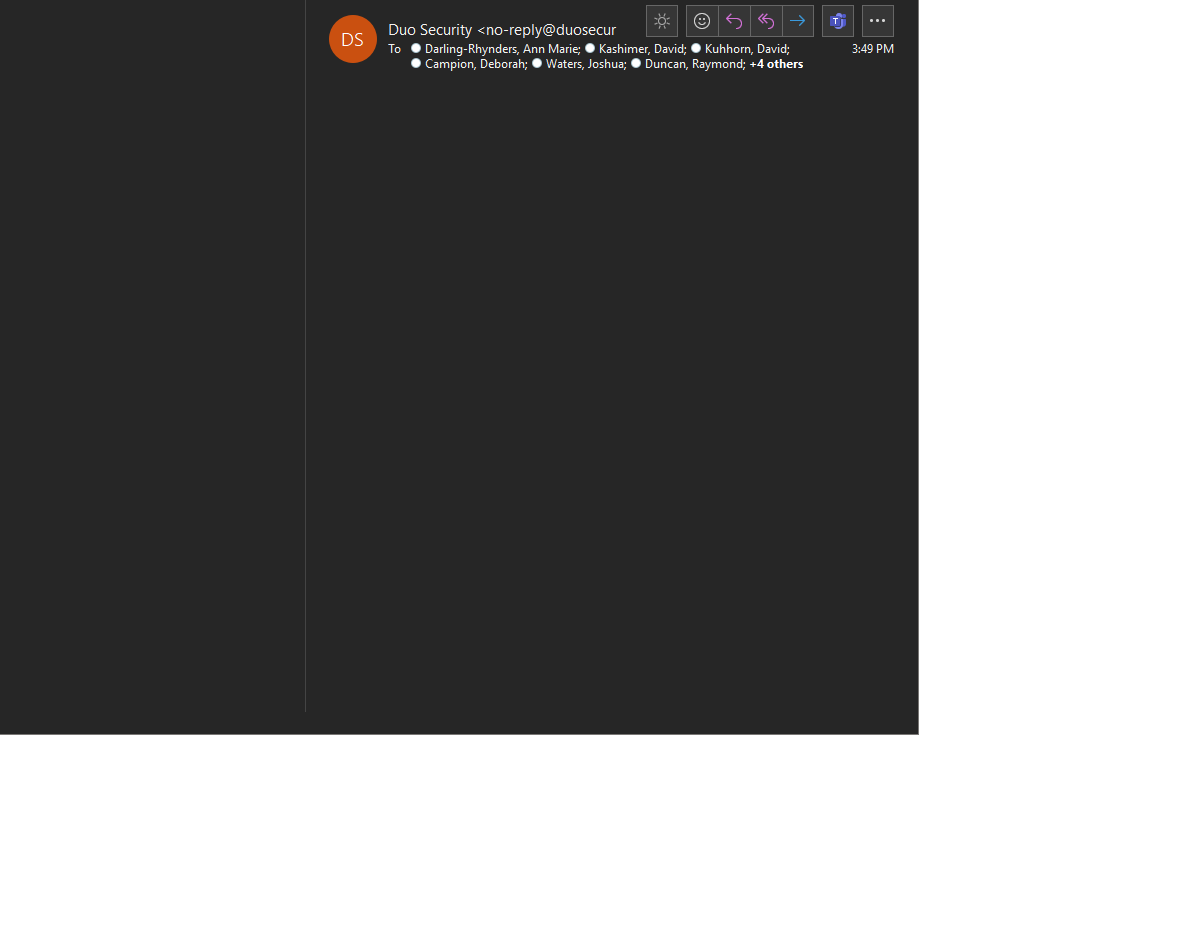 DS
Duo Security <no-reply@duosecur
To Darling-Rhynders, Ann Marie; Kashimer, David; Kuhhorn, David;
3:49 PM
Campion, Deborah; Waters, Joshua; Duncan, Raymond; +4 others